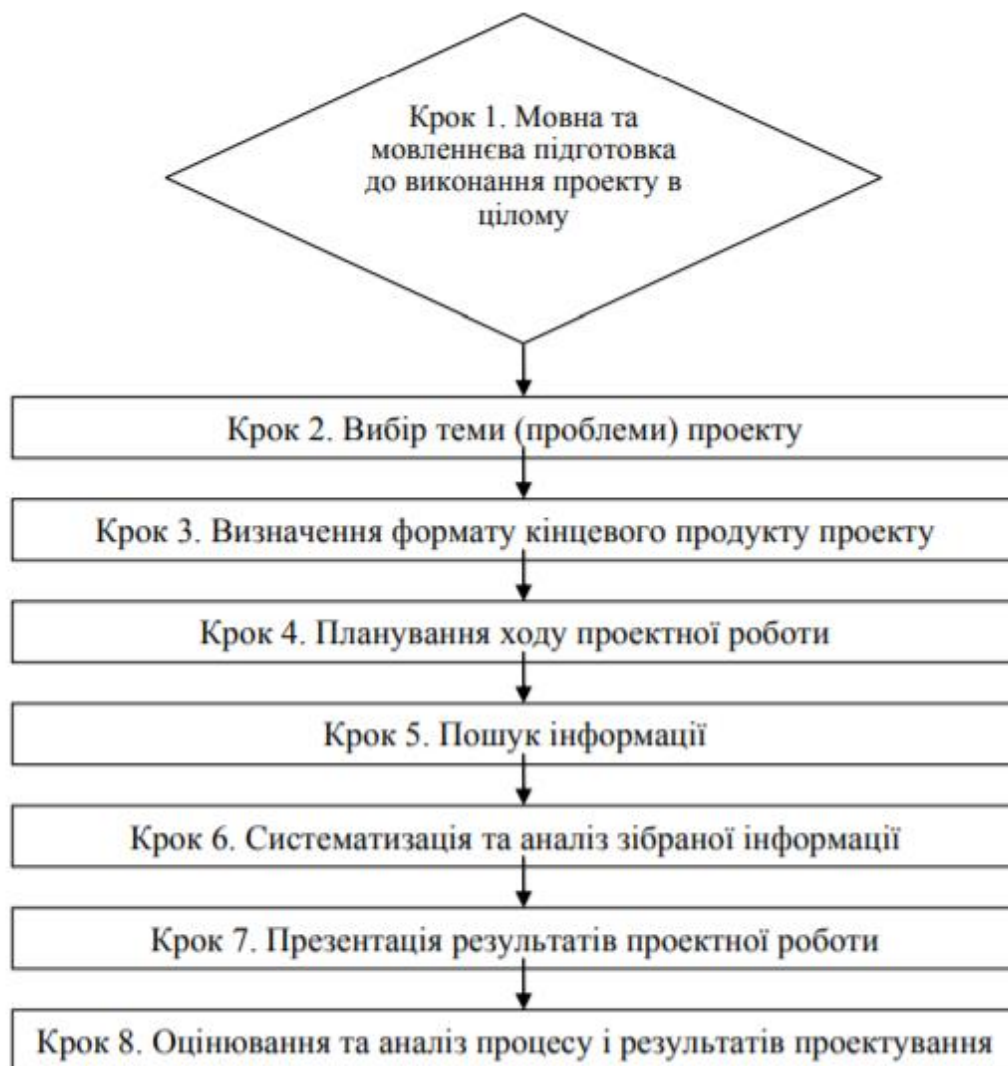 Крок 1. Мовна та
мовленнєва підготовка
до виконання проекту в
цілому
Крок 2. Вибір теми (проблеми) проекту
Крок 3. Визначення формату кінцевого продукту проекту
Крок 4. Планування ходу проектної роботи
Крок 5. Пошук інформації
Крок 6. Систематизація та аналіз зібраної інформації
Крок 7. Презентація результатів проектної роботи
Крок 8. Оцінювання та аналіз процесу і результатів проектування